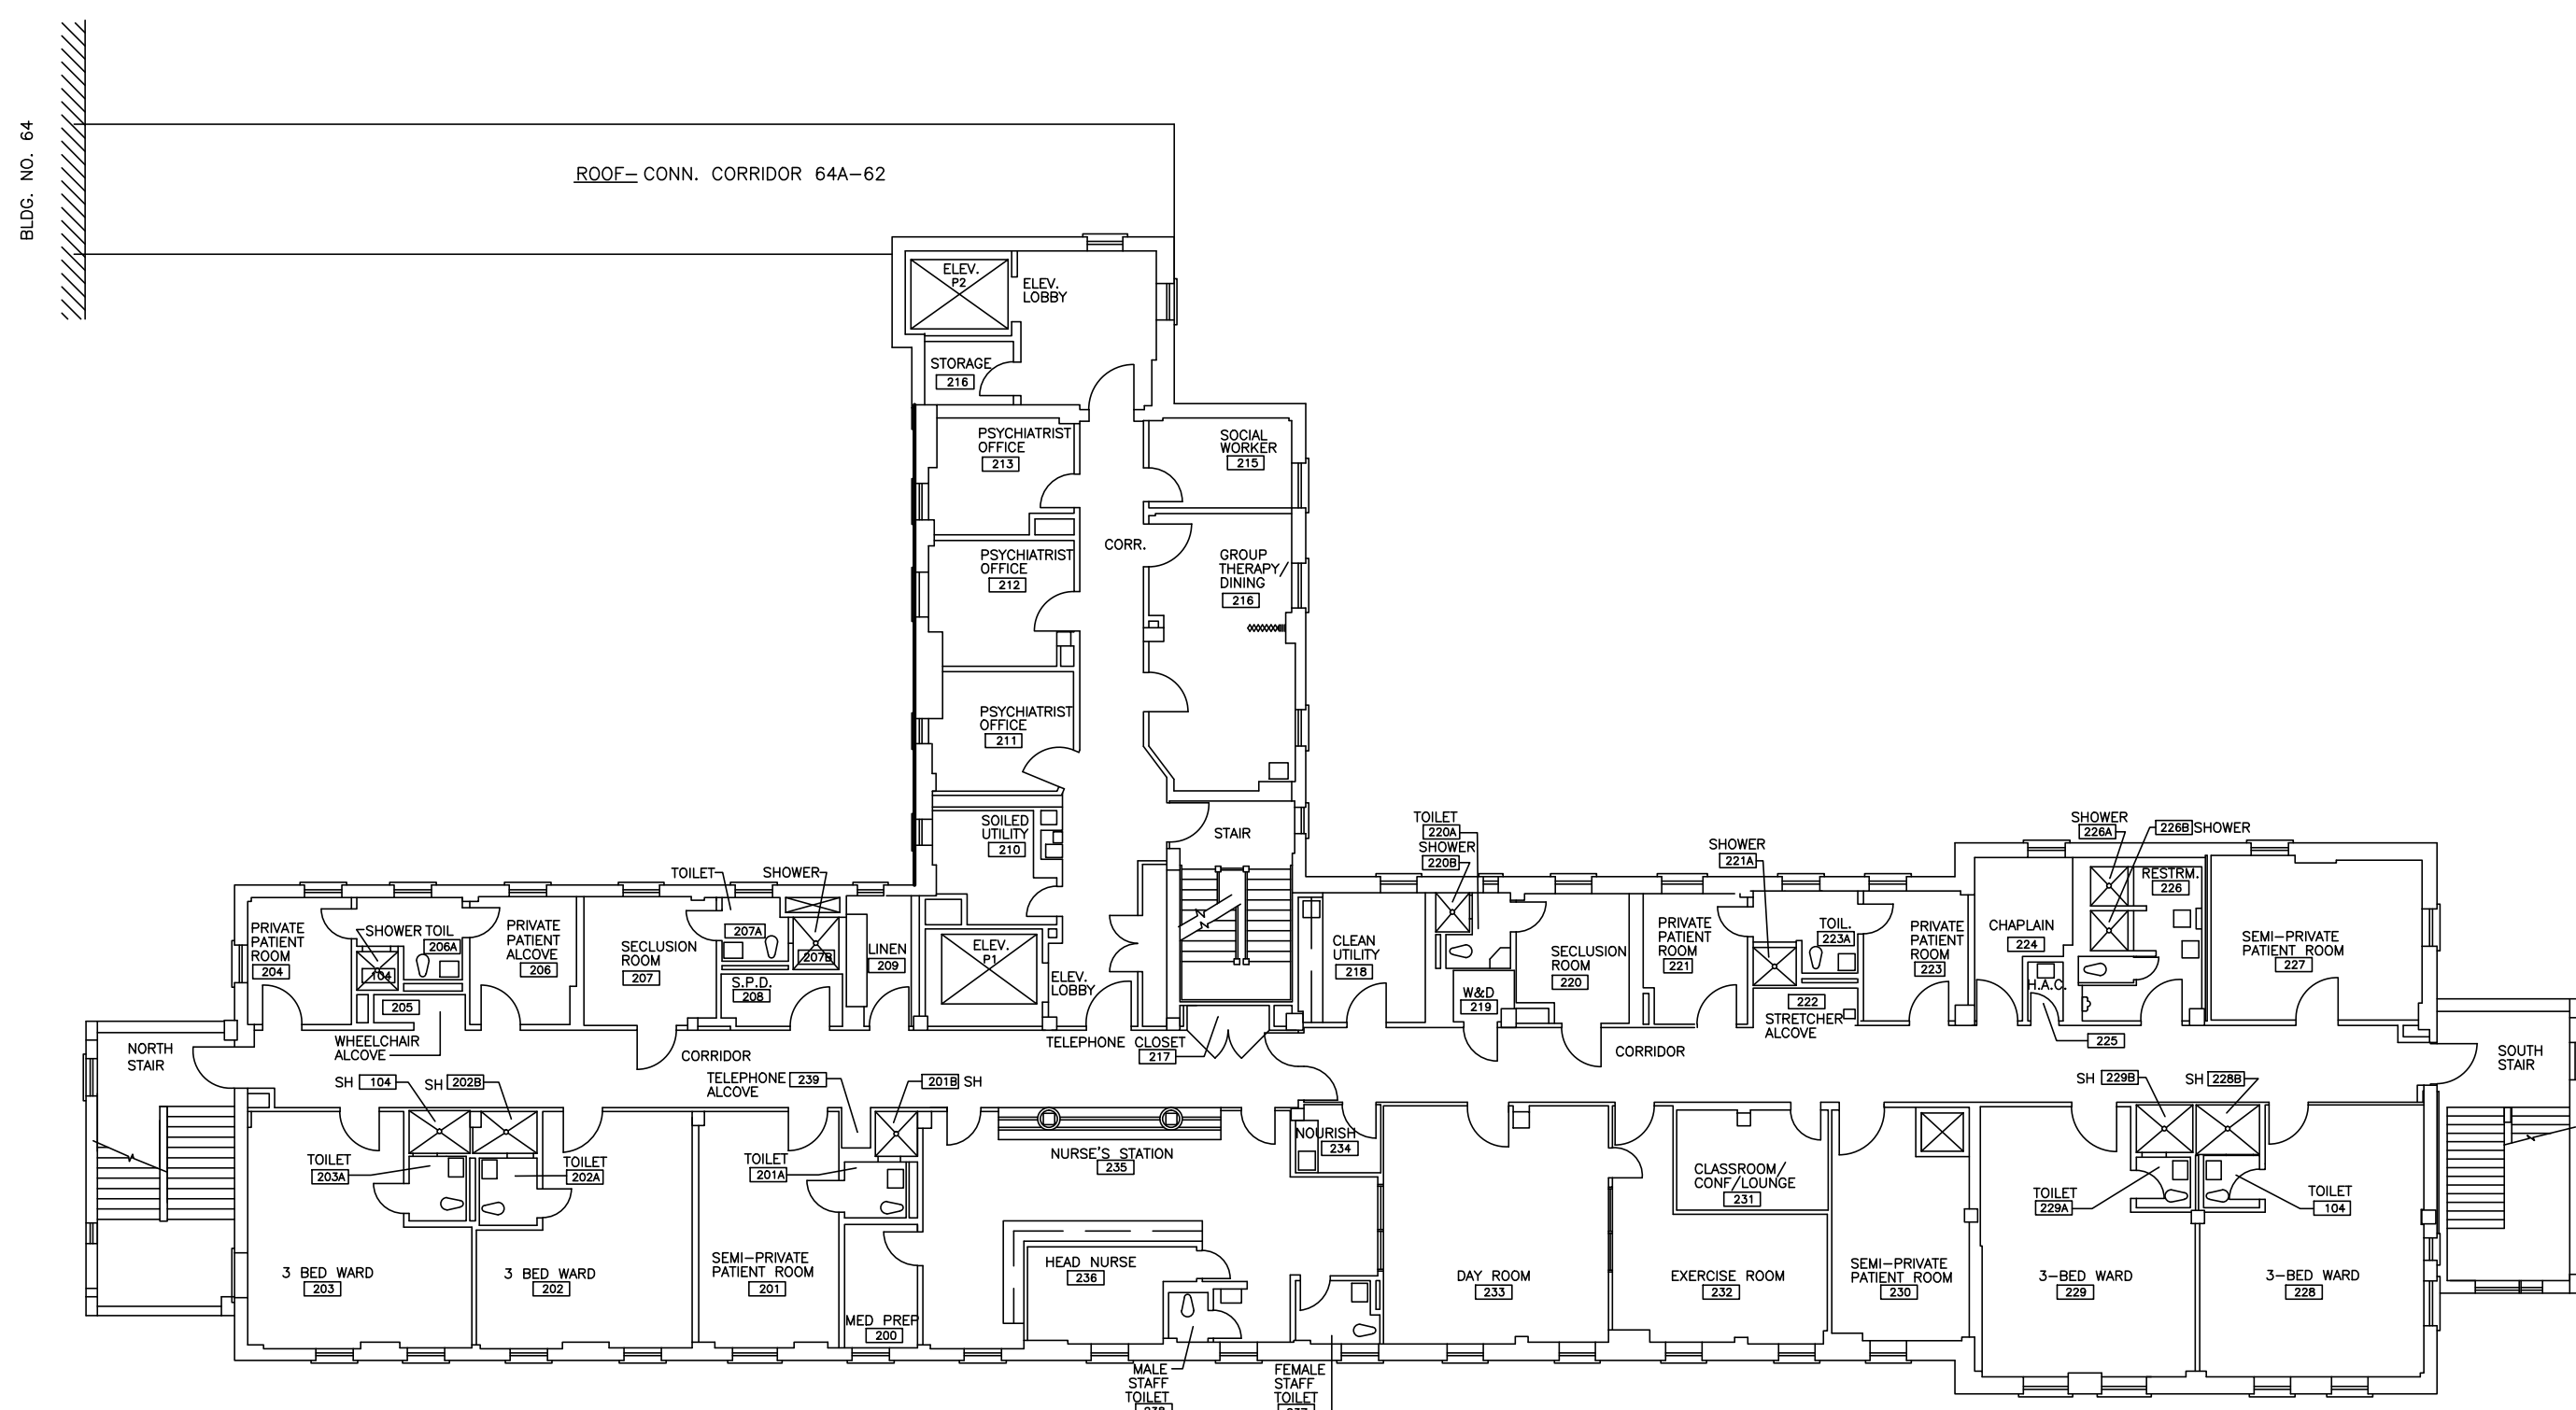 BLDG. NO. 64
ROOF- CONN. CORRIDOR 64A-62
ELEV.
P2
ELEV.
LOBBY
STORAGE
216
PSYCHIATRIST
OFFICE
213
SOCIAL
WORKER
215
CORR.
PSYCHIATRIST
OFFICE
212
GROUP
THERAPY/
DINING
216
PSYCHIATRIST
OFFICE
211
SOILED
UTILITY
210
STAIR
TOILET
220A
SHOWER
220B
SHOWER
221A
SHOWER
226A
226B SHOWER
TOILET
SHOWER
PRIVATE
PATIENT
ROOM
204
SHOWER TOIL
206A
104
205
WHEELCHAIR
ALCOVE
PRIVATE
PATIENT
ALCOVE
206
SECLUSION
ROOM
207
207A
207B
S.P.D.
208
LINEN
209
ELEV.
P1
ELEV.
LOBBY
CLEAN
UTILITY
218
W&D
219
SECLUSION
ROOM
220
PRIVATE
PATIENT
ROOM
221
TOIL.
223A
222
STRETCHER
ALCOVE
PRIVATE
PATIENT
ROOM
223
CHAPLAIN
224
H.A.C.
225
RESTRM.
226
SEMI-PRIVATE
PATIENT ROOM
227
NORTH
STAIR
CORRIDOR
TELEPHONE
CLOSET
217
CORRIDOR
SOUTH
STAIR
SH 104
SH 202B
TELEPHONE
ALCOVE
239
201B SH
SH 229B
SH 228B
TOILET
203A
TOILET
202A
TOILET
201A
NURSE'S STATION
235
NOURISH
234
CLASSROOM/
CONF/LOUNGE
231
TOILET
229A
TOILET
104
3 BED WARD
203
3 BED WARD
202
SEMI-PRIVATE
PATIENT ROOM
201
MED PREP
200
HEAD NURSE
236
DAY ROOM
233
EXERCISE ROOM
232
SEMI-PRIVATE
PATIENT ROOM
230
3-BED WARD
229
3-BED WARD
228
MALE
STAFF
TOILET
238
FEMALE
STAFF
TOILET
237